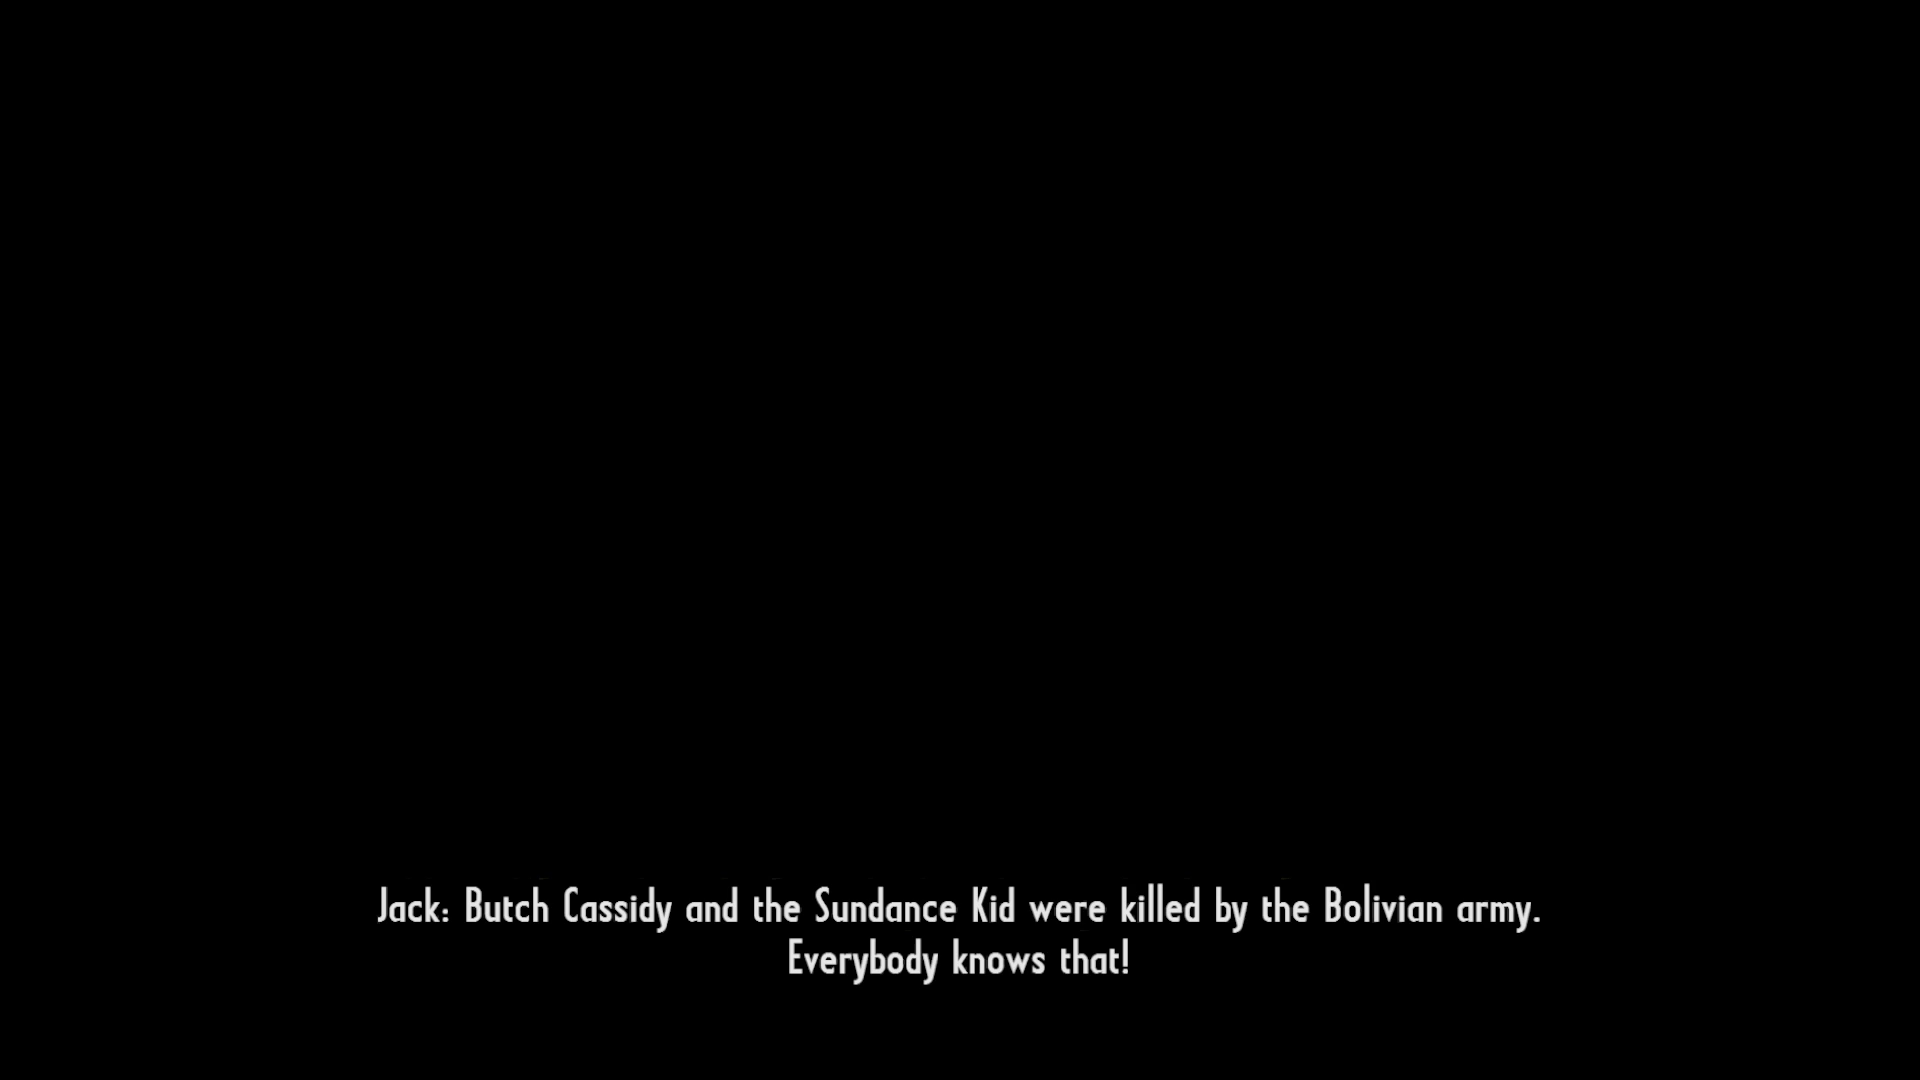 Jack: Butch Cassidy and the Sundance Kid were killed by the Bolivian army.
Everybody knows that!